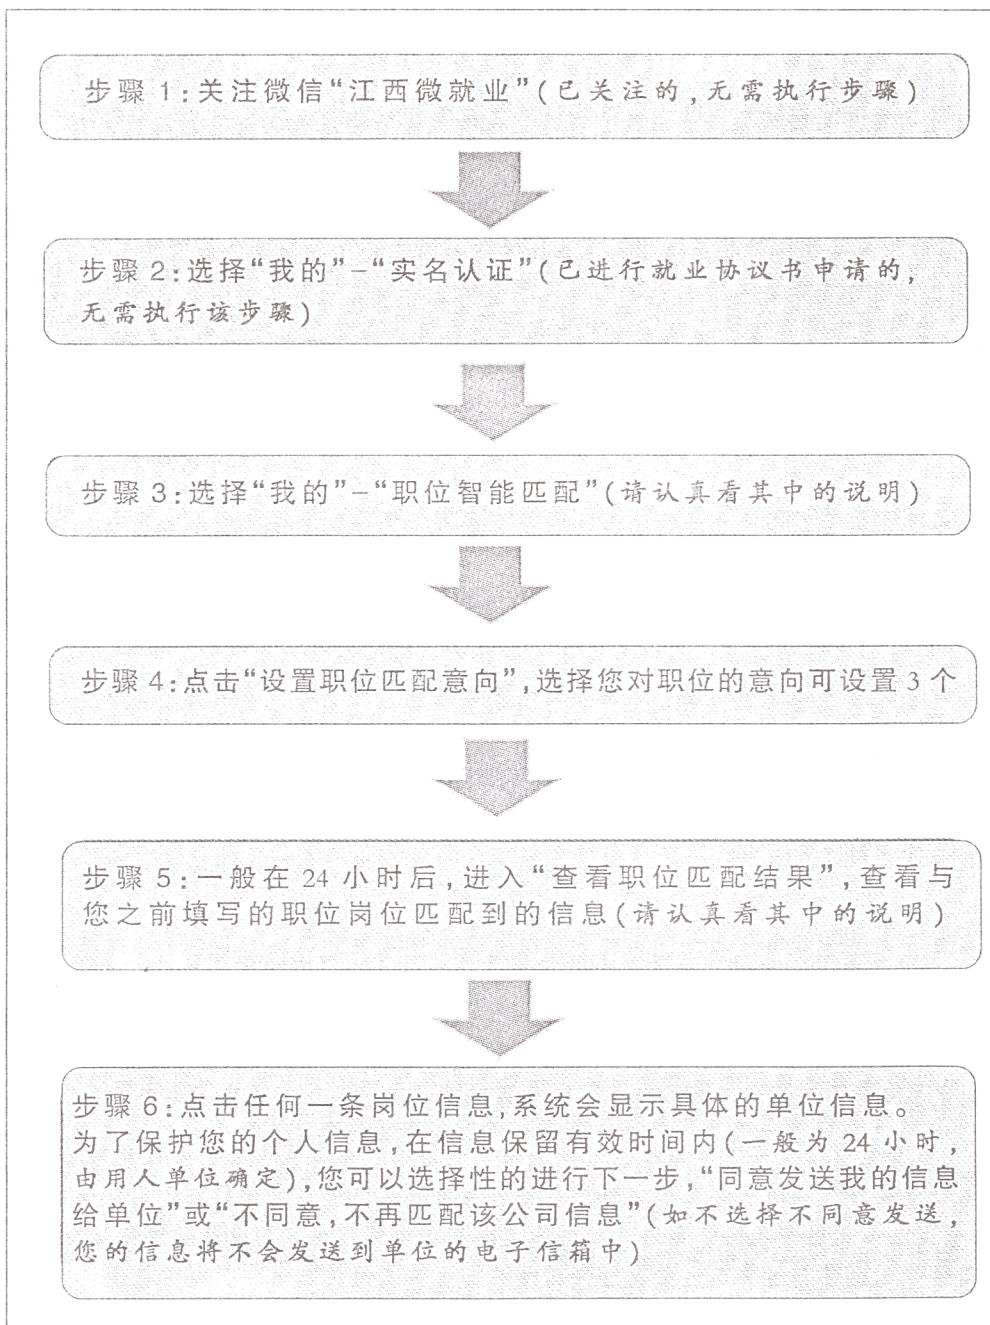 步骤 1:关注微信“江西微就业”(已关注的,无需执行步骤)
步骤 2:选择“我的”-“实名认证”(已进行就业协议书申请的,
无需执行该步骤)
步骤 3:选择“我的”-“职位智能匹配”(请认真看其中的说明)
步骤 4:点击“设置职位匹配意向”,选择您对职位的意向可设置 3 个
步骤 5:一般在 24 小时后,进入“查看职位匹配结果”,查看与
您之前填写的职位岗位匹配到的信息(请认真看其中的说明)
步骤 6:点击任何一条岗位信息,系统会显示具体的单位信息。
为了保护您的个人信息,在信息保留有效时间内(一般为 24 小时,
由用人单位确定),您可以选择性的进行下一步,“同意发送我的信息
给单位”或“不同意,不再匹配该公司信息”(如不选择不同意发送,
您的信息将不会发送到单位的电子信箱中)